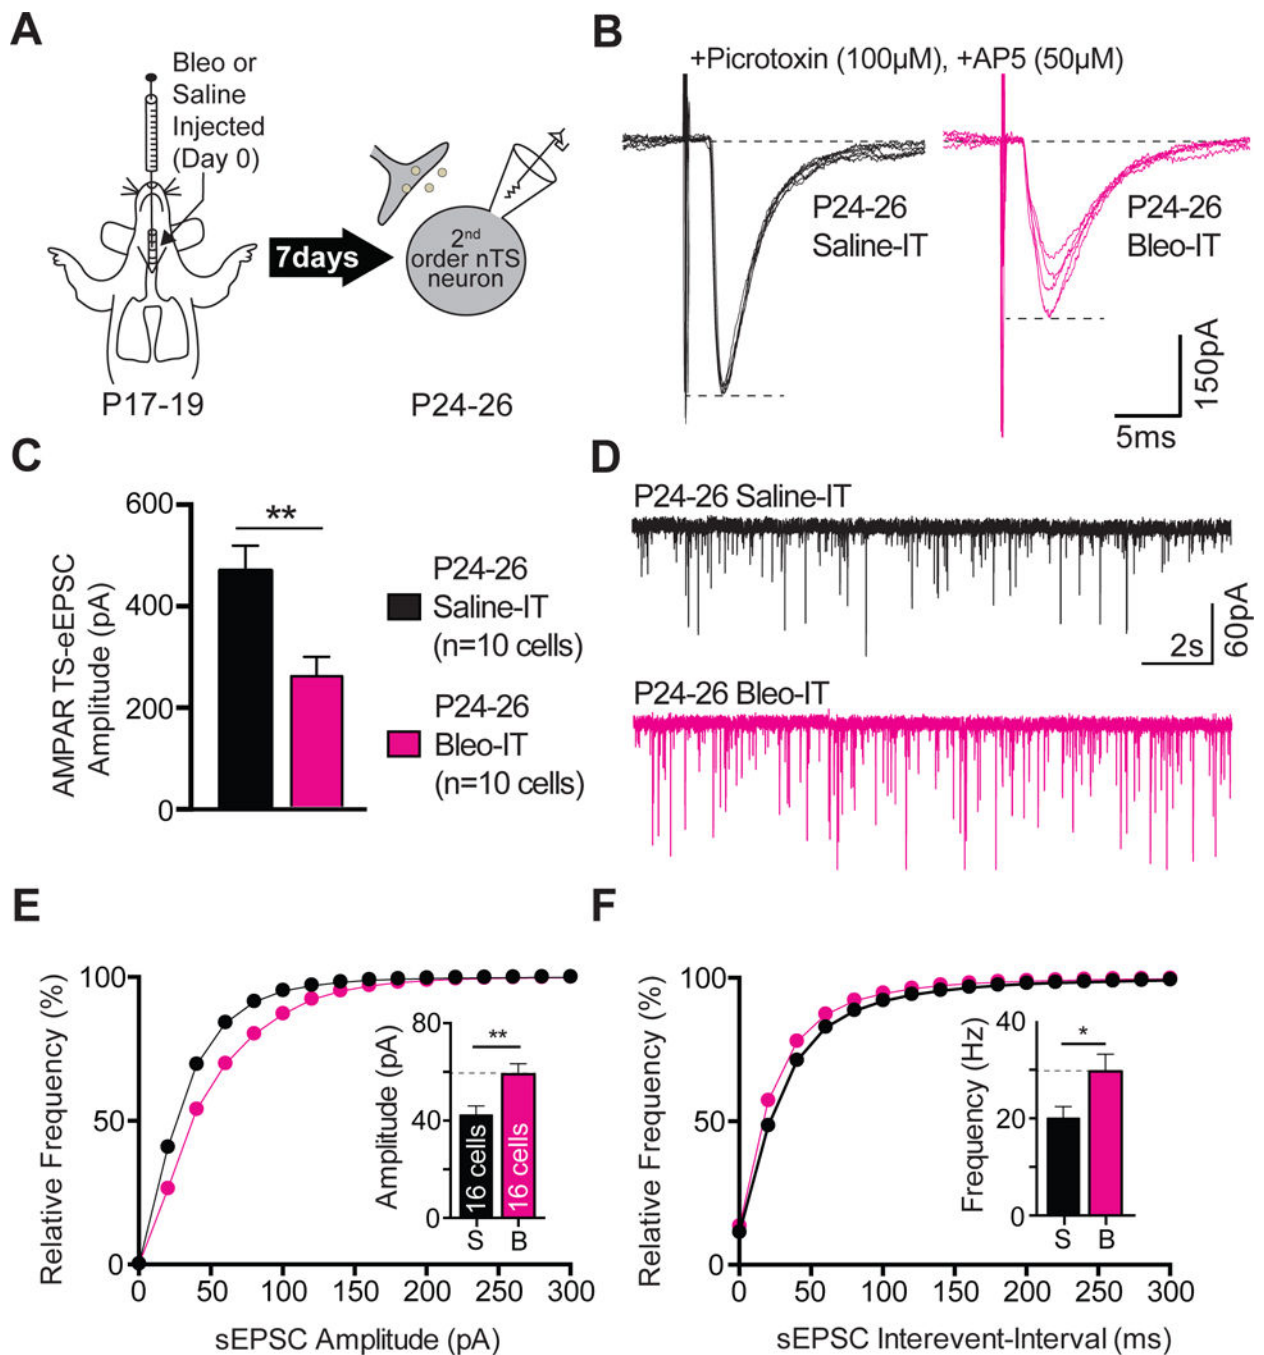 A
Bleo or
Saline
Injected
(Day 0)
7days
2nd
order nTS
neuron
P17-19
P24-26
B
+Picrotoxin (100µM), +AP5 (50µM)
P24-26
Saline-IT
P24-26
Bleo-IT
150pA
5ms
C
600
400
200
0
AMPAR TS-eEPSC
Amplitude (pA)
**
P24-26
Saline-IT
(n=10 cells)
P24-26
Bleo-IT
(n=10 cells)
D
P24-26 Saline-IT
2s
60pA
P24-26 Bleo-IT
E
Relative Frequency (%)
100
50
0
0 50 100 150 200 250 300
sEPSC Amplitude (pA)
Amplitude (pA)
80
40
0
**
16 cells
16 cells
S B
F
Relative Frequency (%)
100
50
0
0 50 100 150 200 250 300
sEPSC Interevent-Interval (ms)
Frequency (Hz)
40
20
0
*
S B